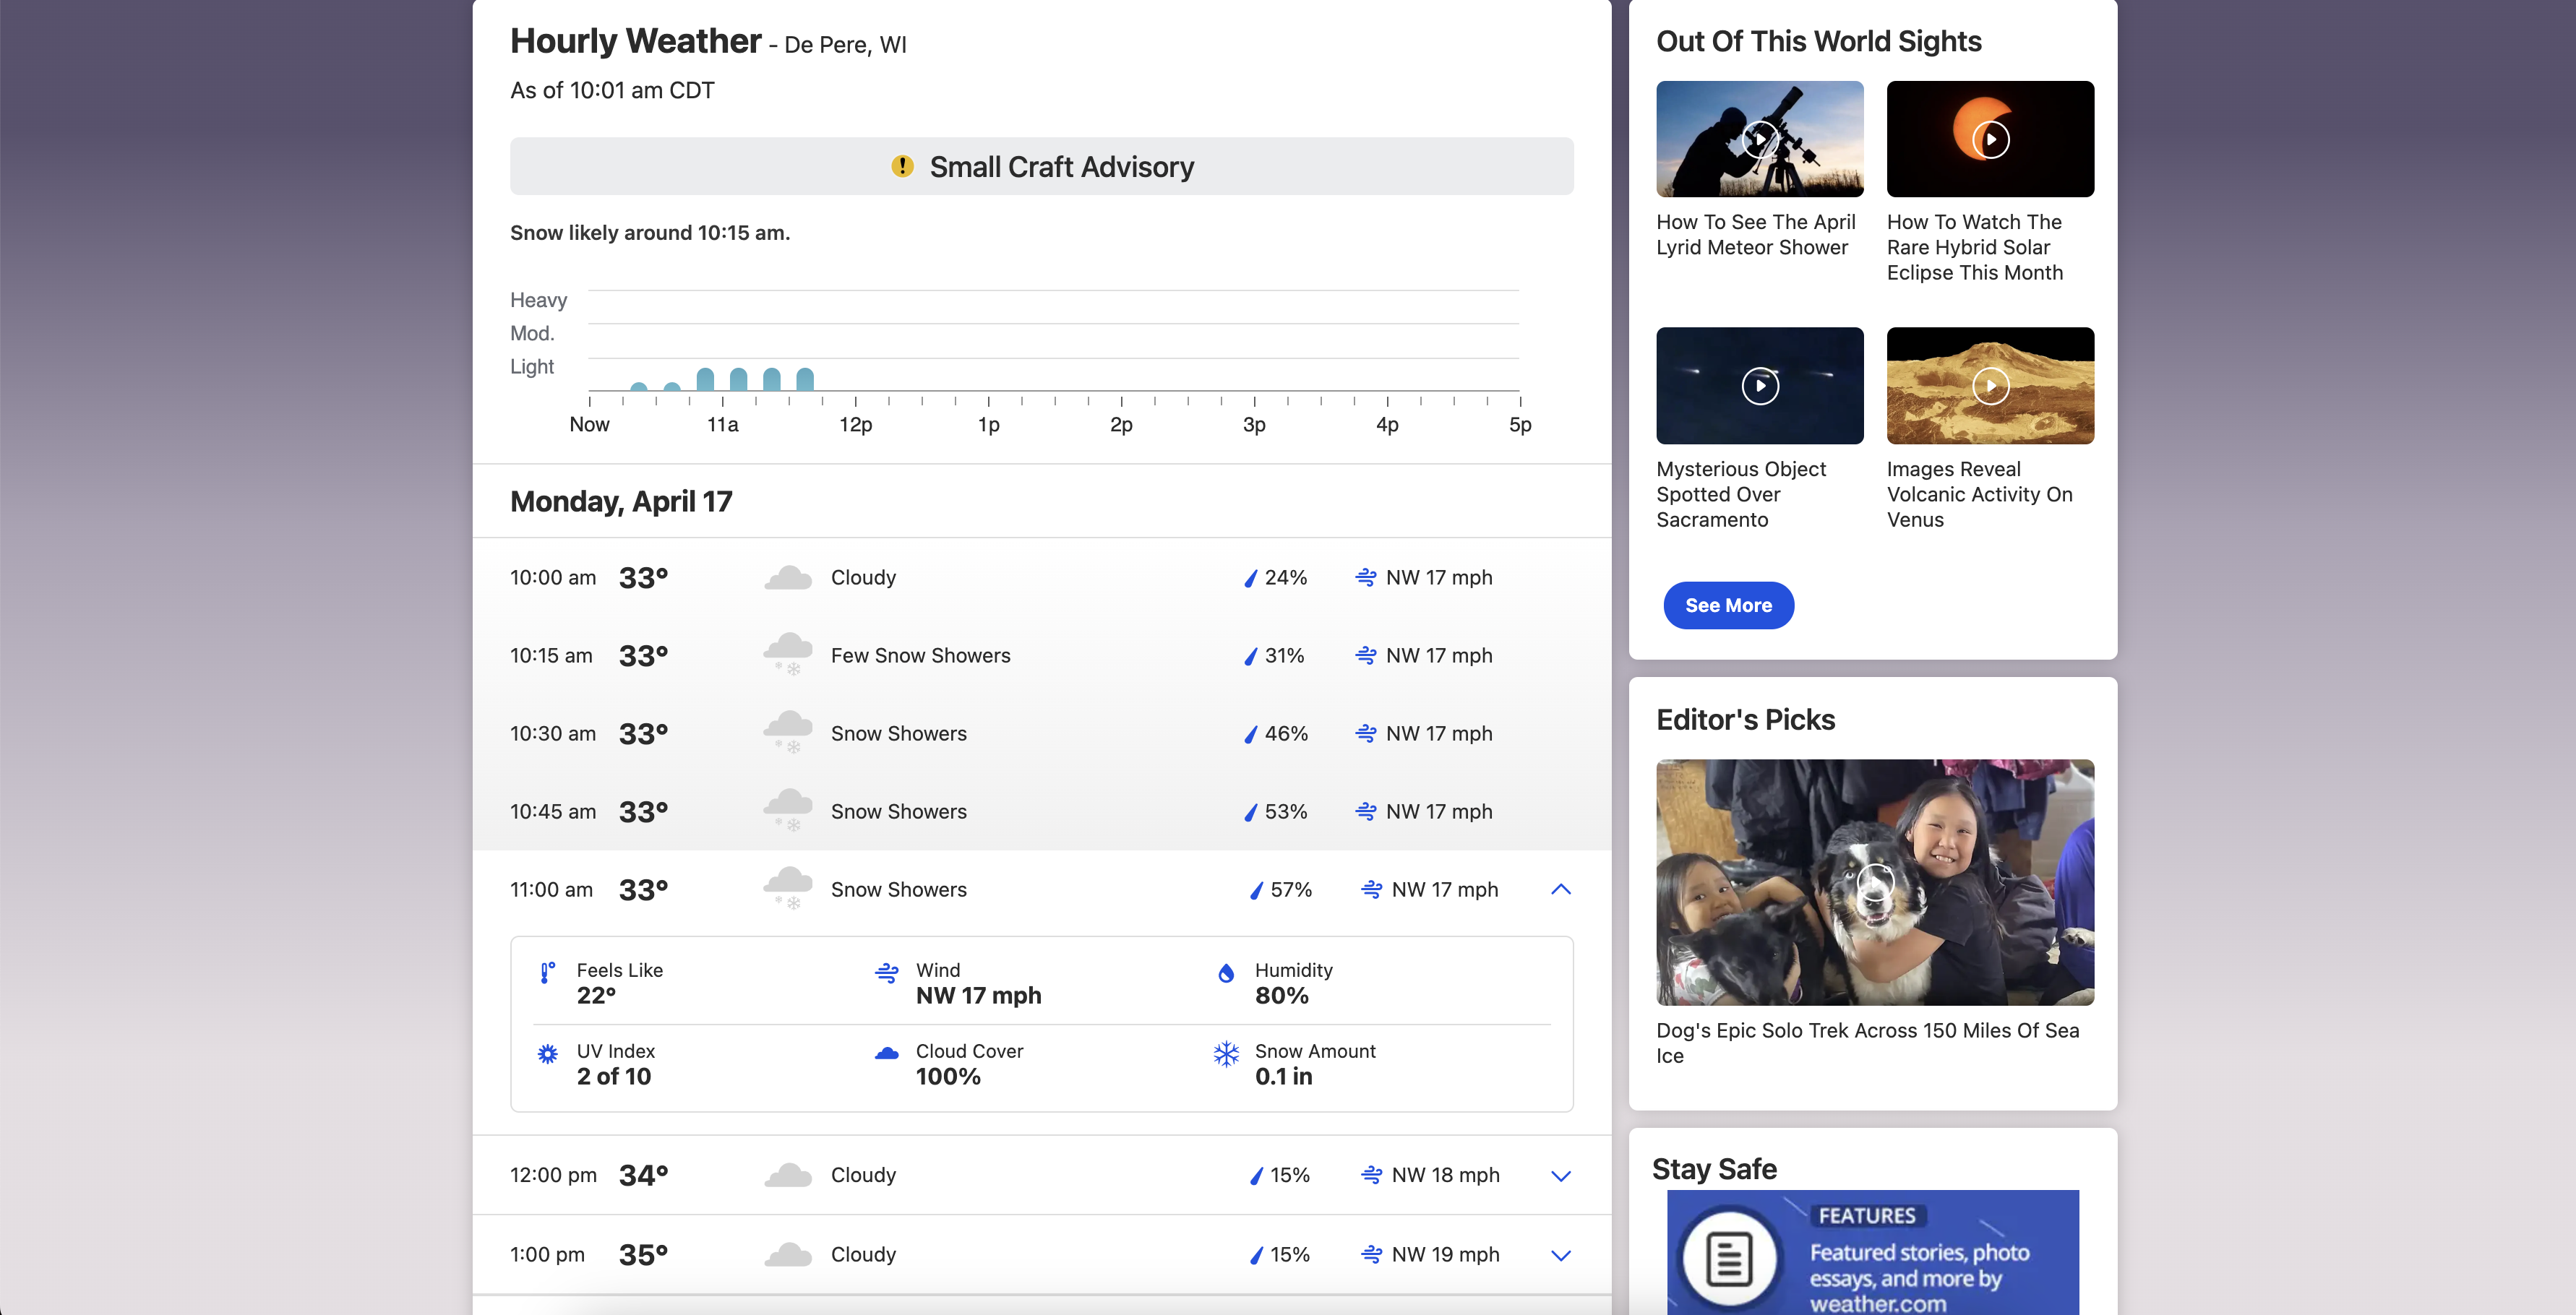 Hourly Weather - De Pere, WI
As of 10:01 am CDT
Small Craft Advisory
Snow likely around 10:15 am.
Heavy
Mod.
Light
Now 11a 12p 1p 2p 3p 4p 5p
Monday, April 17
10:00 am 33° Cloudy 24% NW 17 mph
10:15 am 33° Few Snow Showers 31% NW 17 mph
10:30 am 33° Snow Showers 46% NW 17 mph
10:45 am 33° Snow Showers 53% NW 17 mph
11:00 am 33° Snow Showers 57% NW 17 mph
Feels Like
22°
Wind
NW 17 mph
Humidity
80%
UV Index
2 of 10
Cloud Cover
100%
Snow Amount
0.1 in
12:00 pm 34° Cloudy 15% NW 18 mph
1:00 pm 35° Cloudy 15% NW 19 mph
Out Of This World Sights
How To See The April
Lyrid Meteor Shower
How To Watch The
Rare Hybrid Solar
Eclipse This Month
Mysterious Object
Spotted Over
Sacramento
Images Reveal
Volcanic Activity On
Venus
See More
Editor's Picks
Dog's Epic Solo Trek Across 150 Miles Of Sea
Ice
Stay Safe
FEATURES
Featured stories, photo
essays, and more by
weather.com